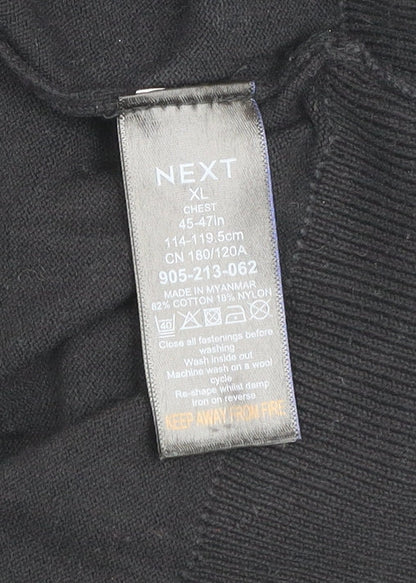 NEXT
XL
CHEST
45-47in
114-119.5cm
CN 180/120A
905-213-062
MADE IN MYANMAR
82% COTTON 18% NYLON
40
Close all fastenings before
washing
Wash inside out
Machine wash on a wool
cycle
Re-shape whilst damp
Iron on reverse
KEEP AWAY FROM FIRE